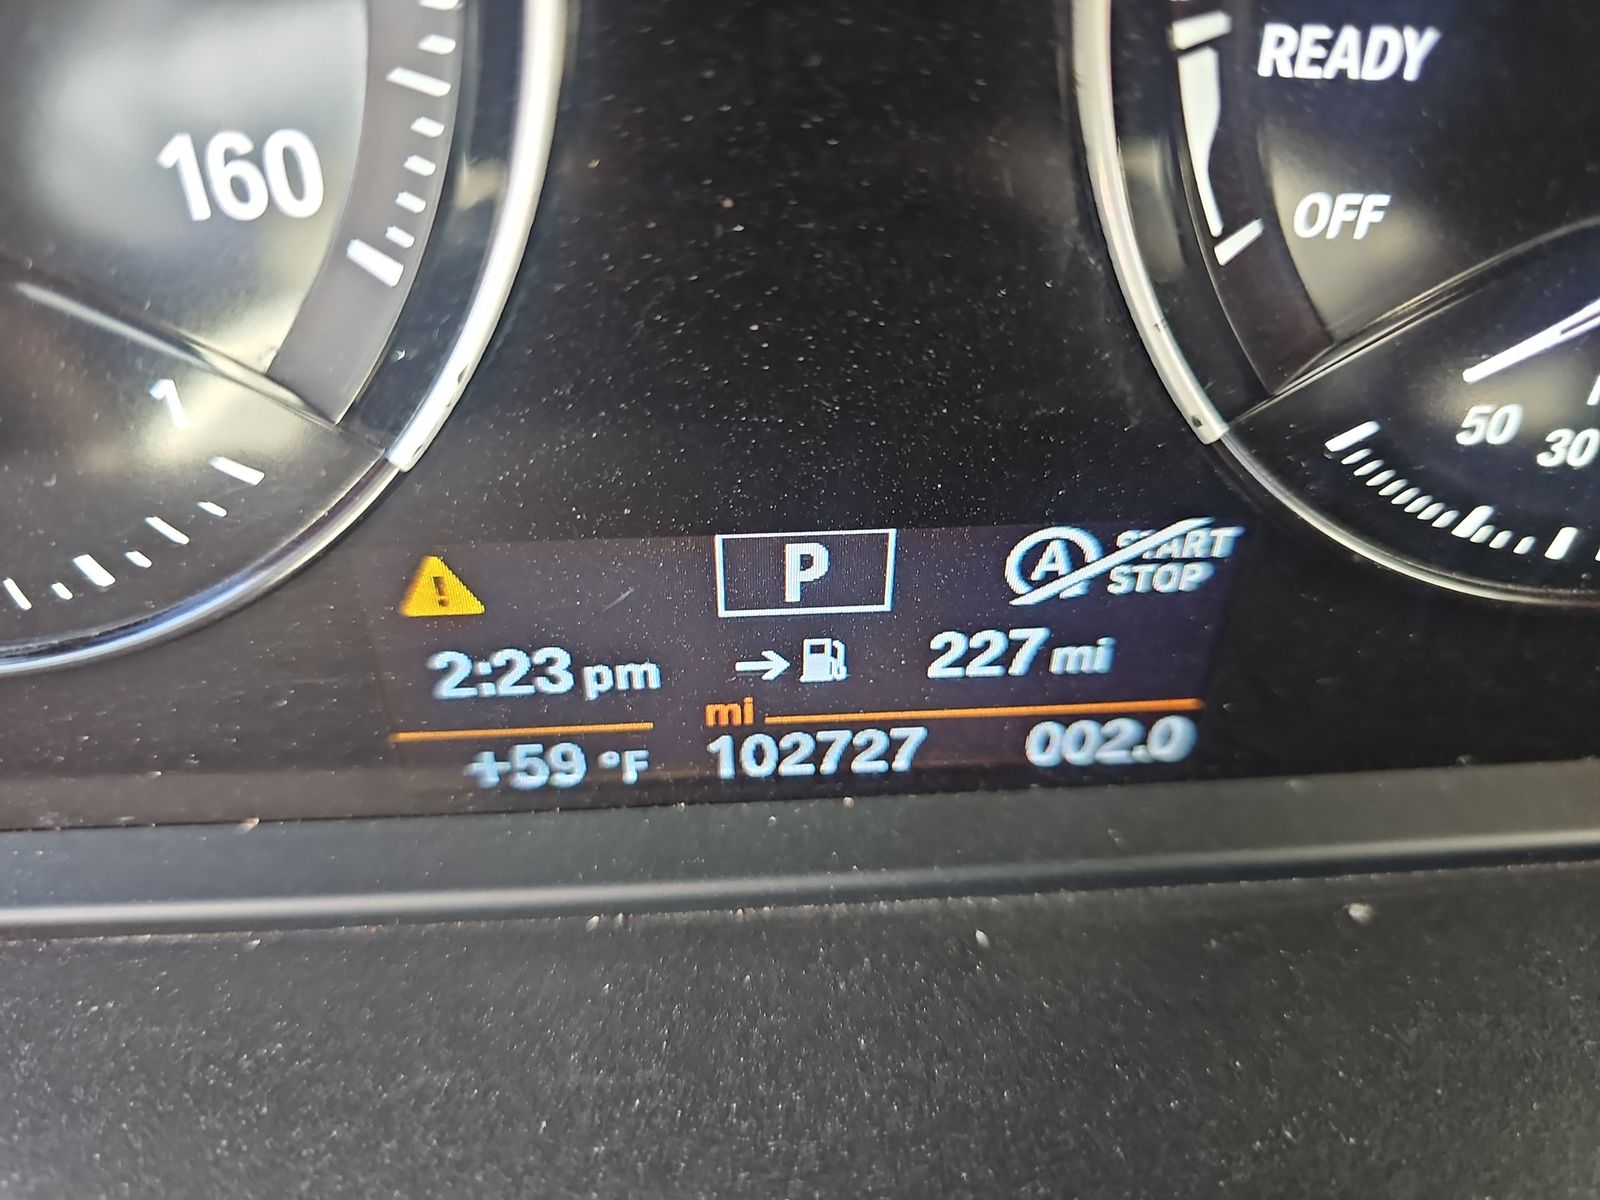 160
READY
OFF
1
50
30
P
A START STOP
2:23 pm
227 mi
mi
+59 °F
102727
002.0